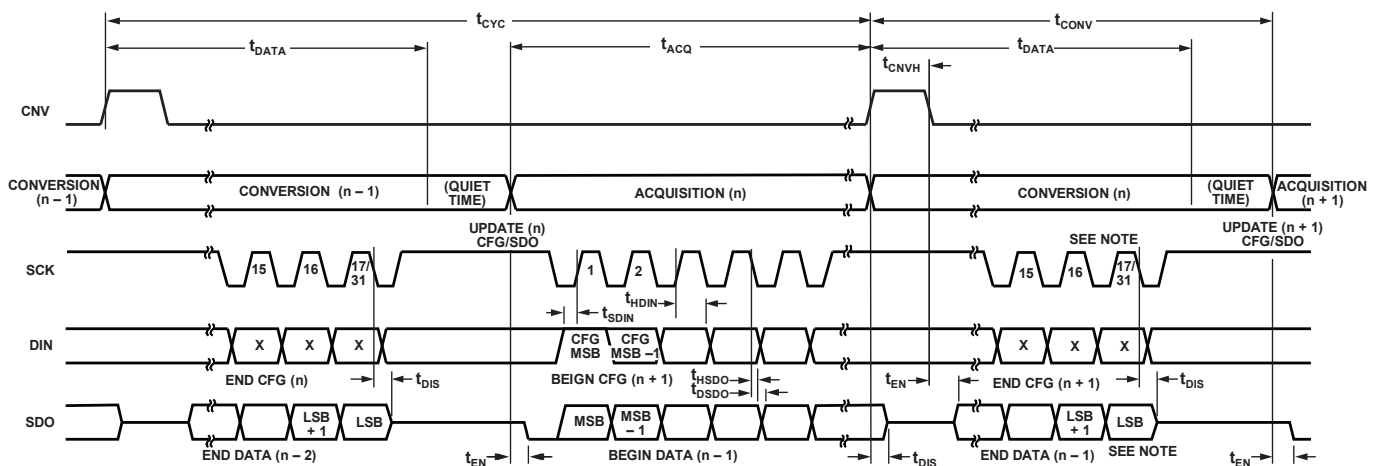 tCYC
tCONV
tDATA
tACQ
tDATA
tCNVH
CNV
CONVERSION
(n – 1)
CONVERSION (n – 1)
(QUIET
TIME)
ACQUISITION (n)
CONVERSION (n)
(QUIET
TIME)
ACQUISITION
(n + 1)
UPDATE (n)
CFG/SDO
SEE NOTE
UPDATE (n + 1)
CFG/SDO
SCK
15
16
17/
31
1
2
15
16
17/
31
tHDIN
tSDIN
DIN
X
X
X
CFG
MSB
CFG
MSB –1
X
X
X
END CFG (n)
tDIS
BEIGN CFG (n + 1)
tHSDO
tDSDO
tEN
END CFG (n + 1)
tDIS
SDO
LSB
+ 1
LSB
MSB
MSB
–1
LSB
+ 1
LSB
END DATA (n – 2)
tEN
BEGIN DATA (n – 1)
tDIS
END DATA (n – 1)
SEE NOTE
tEN